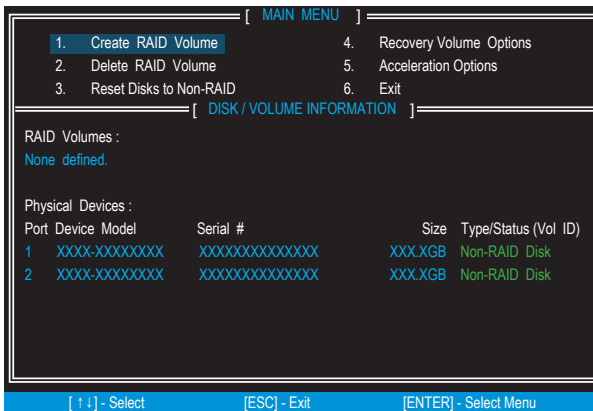 [ MAIN MENU ]
1. Create RAID Volume 4. Recovery Volume Options
2. Delete RAID Volume 5. Acceleration Options
3. Reset Disks to Non-RAID 6. Exit
[ DISK / VOLUME INFORMATION ]
RAID Volumes :
None defined.
Physical Devices :
Port Device Model Serial # Size Type/Status (Vol ID)
1 XXXX-XXXXXXXX XXXXXXXXXXXXXX XXX.XGB Non-RAID Disk
2 XXXX-XXXXXXXX XXXXXXXXXXXXXX XXX.XGB Non-RAID Disk
[ ↑↓] - Select [ESC] - Exit [ENTER] - Select Menu